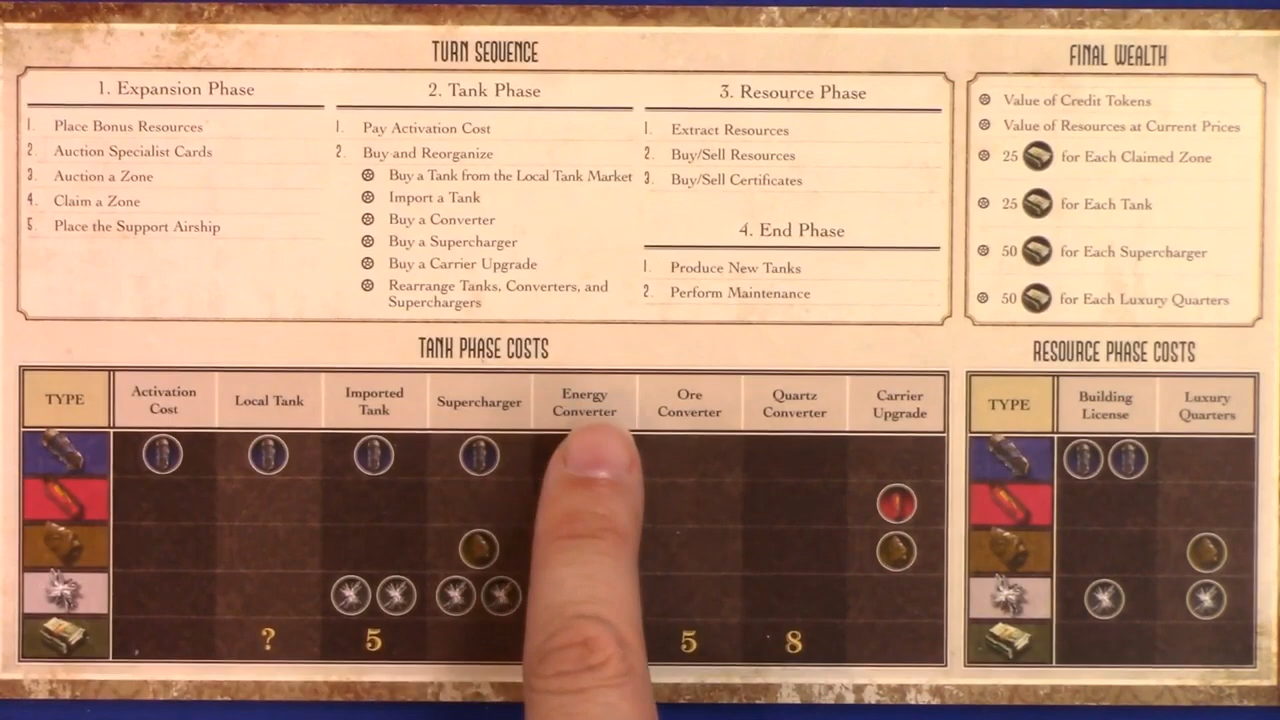 TURN SEQUENCE
1. Expansion Phase
1. Place Bonus Resources
2. Auction Specialist Cards
3. Auction a Zone
4. Claim a Zone
5. Place the Support Airship
2. Tank Phase
1. Pay Activation Cost
2. Buy and Reorganize
Buy a Tank from the Local Tank Market
Import a Tank
Buy a Converter
Buy a Supercharger
Buy a Carrier Upgrade
Rearrange Tanks, Converters, and
Superchargers
3. Resource Phase
1. Extract Resources
2. Buy/Sell Resources
3. Buy/Sell Certificates
4. End Phase
1. Produce New Tanks
2. Perform Maintenance
FINAL WEALTH
Value of Credit Tokens
Value of Resources at Current Prices
25 for Each Claimed Zone
25 for Each Tank
50 for Each Supercharger
50 for Each Luxury Quarters
TANK PHASE COSTS
TYPE
Activation
Cost
Local Tank
Imported
Tank
Supercharger
Energy
Converter
Ore
Converter
Quartz
Converter
Carrier
Upgrade
? 5 5 8
RESOURCE PHASE COSTS
TYPE
Building
License
Luxury
Quarters